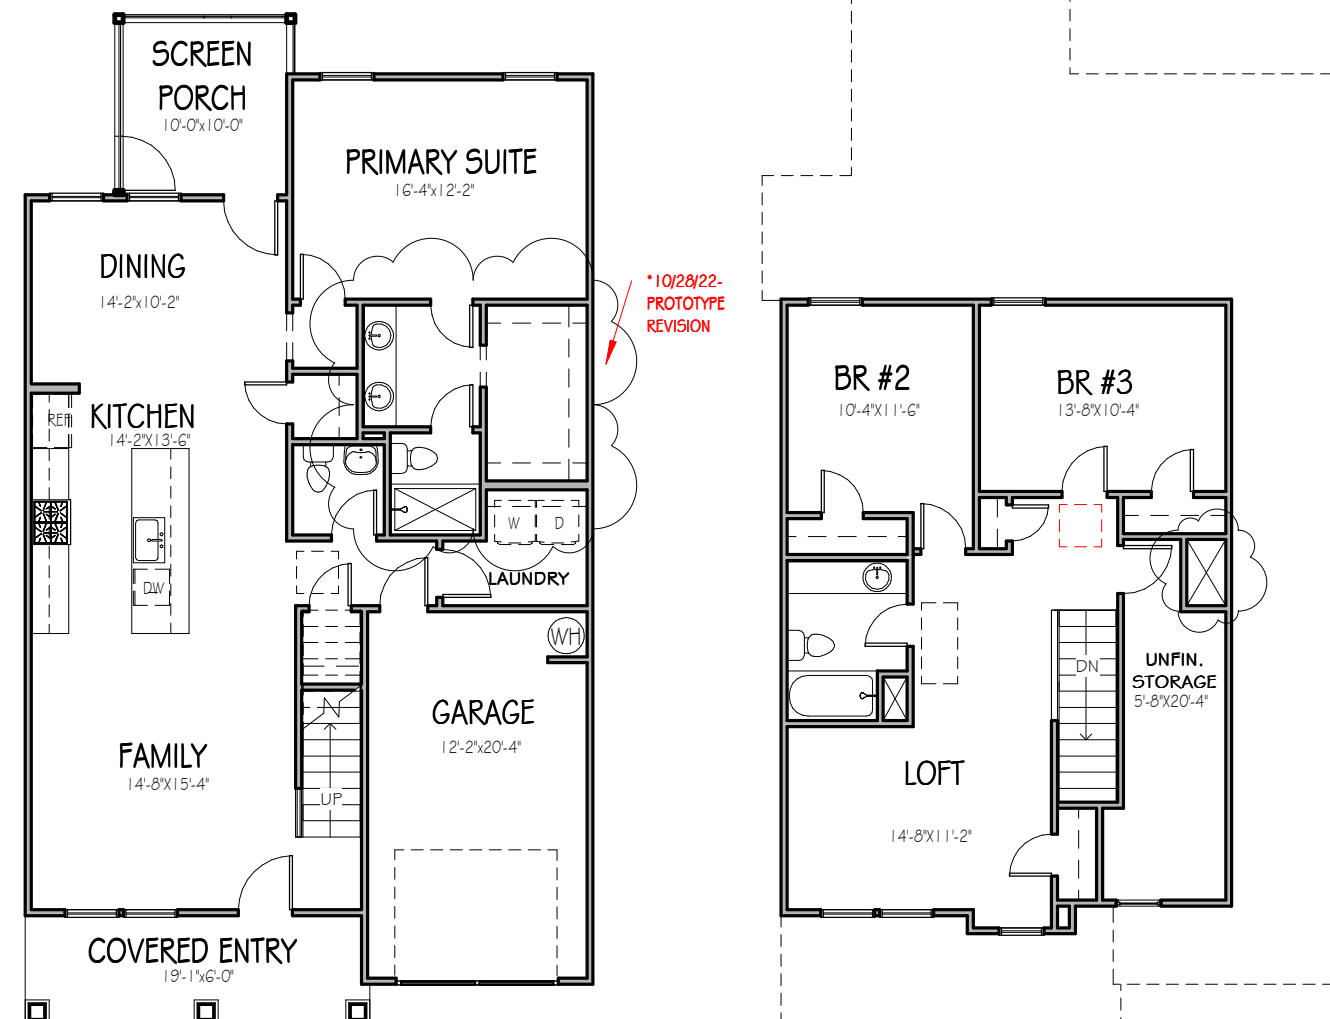 SCREEN
PORCH
10'-0"x10'-0"
PRIMARY SUITE
16'-4"x12'-2"
DINING
14'-2"x10'-2"
*10/28/22-
PROTOTYPE
REVISION
REF
KITCHEN
14'-2"X13'-6"
W
D
DW
LAUNDRY
WH
GARAGE
12'-2"x20'-4"
FAMILY
14'-8"X15'-4"
UP
COVERED ENTRY
19'-1"x6'-0"
BR #2
10'-4"X11'-6"
BR #3
13'-8"X10'-4"
DN
UNFIN.
STORAGE
5'-8"X20'-4"
LOFT
14'-8"X11'-2"